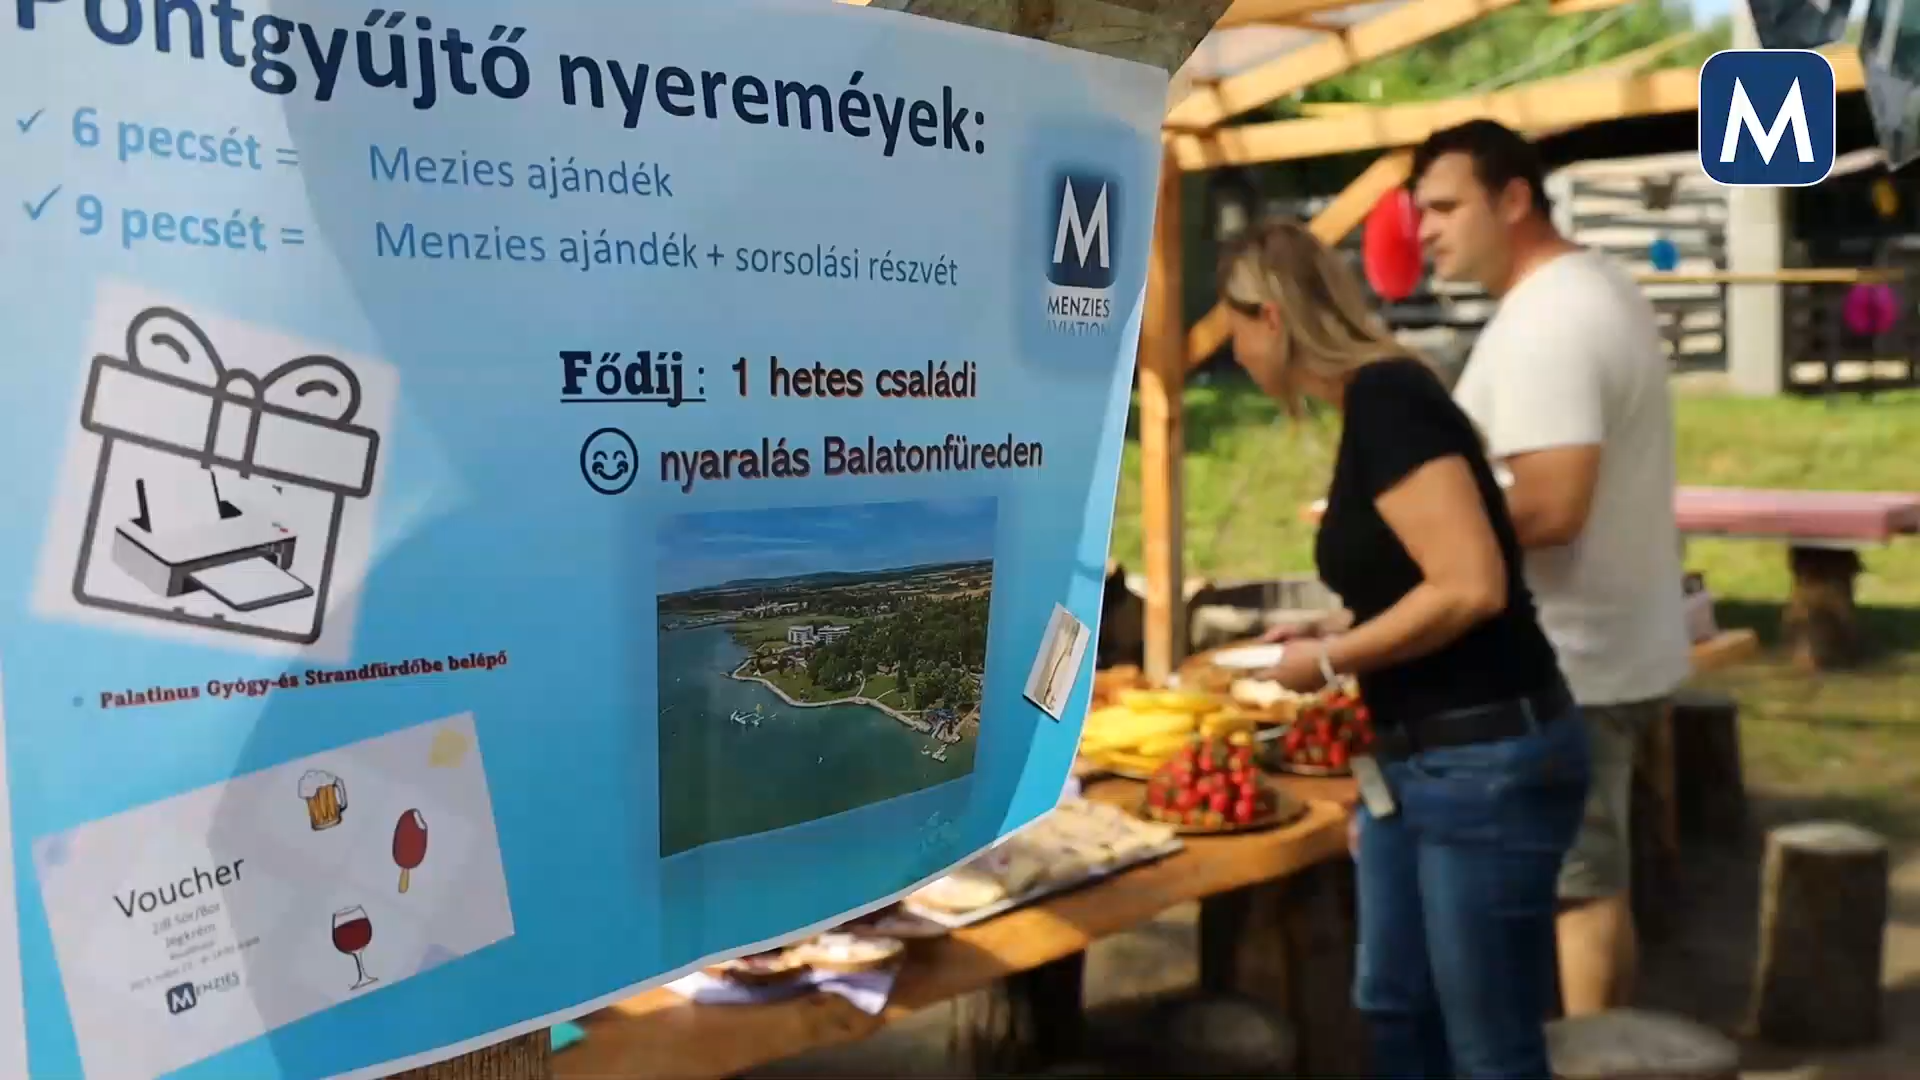 Pontgyűjtő nyereméyek:
✓ 6 pecsét = Mezies ajándék
✓ 9 pecsét = Menzies ajándék + sorsolási részvét
M
MENZIES
AVIATION
Fődíj : 1 hetes családi
nyaralás Balatonfüreden
Palatinus Gyógy-és Strandfürdőbe belépő
Voucher
Jégkrém
MENZIES
M